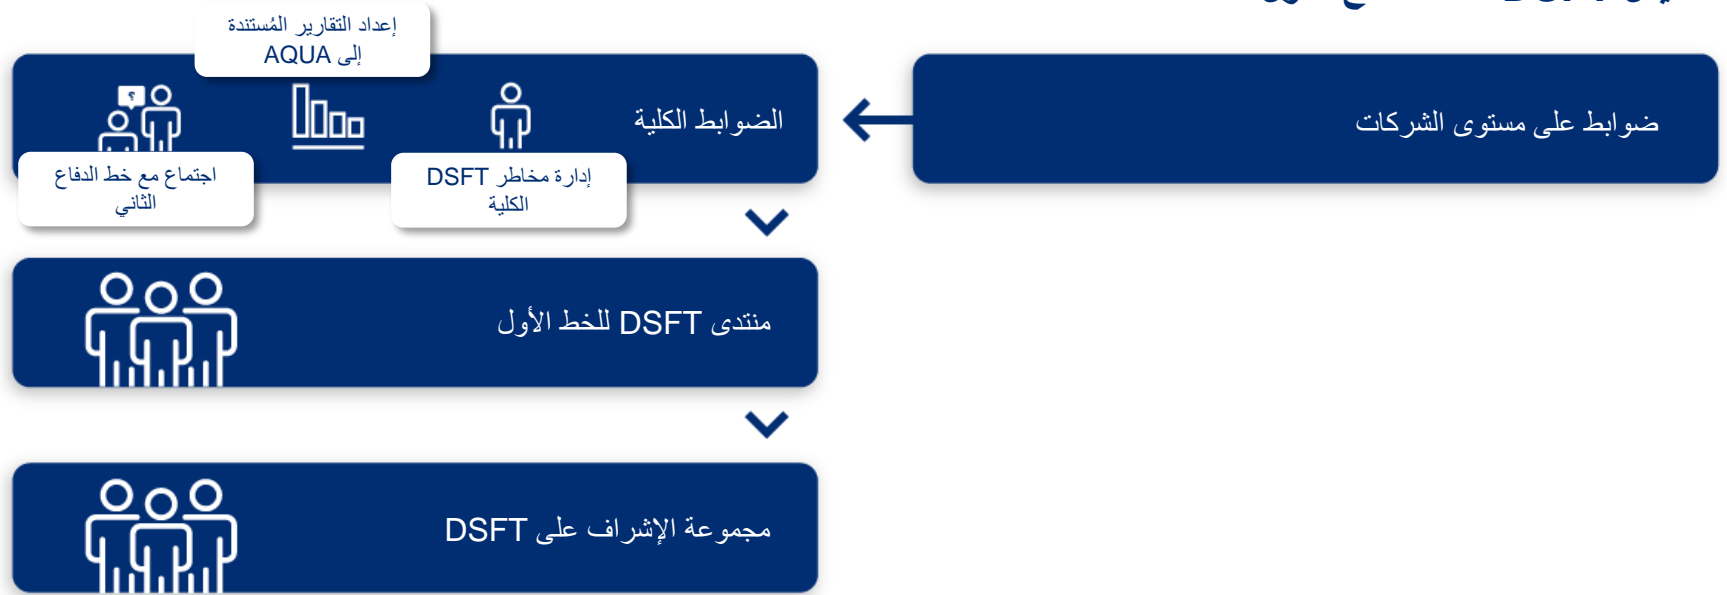 ضوابط على مستوى الشركات
الضوابط الكلية
إدارة مخاطر DSFT
الكلية
إعداد التقارير المُستندة
إلى AQUA
؟
اجتماع مع خط الدفاع
الثاني
منتدى DSFT للخط الأول
مجموعة الإشراف على DSFT